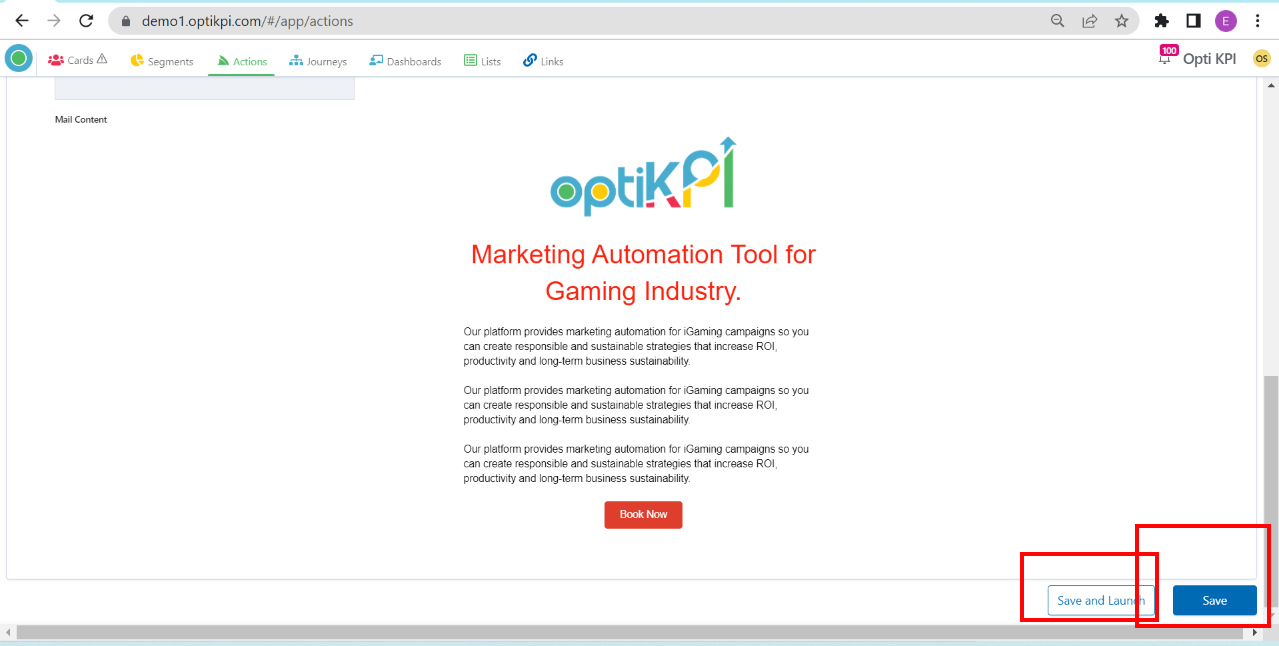 demo1.optikpi.com/#/app/actions
E
Cards
Segments
Actions
Journeys
Dashboards
Lists
Links
100
Opti KPI
OS
Mail Content
optiKPI
Marketing Automation Tool for
Gaming Industry.
Our platform provides marketing automation for iGaming campaigns so you
can create responsible and sustainable strategies that increase ROI,
productivity and long-term business sustainability.
Our platform provides marketing automation for iGaming campaigns so you
can create responsible and sustainable strategies that increase ROI,
productivity and long-term business sustainability.
Our platform provides marketing automation for iGaming campaigns so you
can create responsible and sustainable strategies that increase ROI,
productivity and long-term business sustainability.
Book Now
Save and Launch
Save